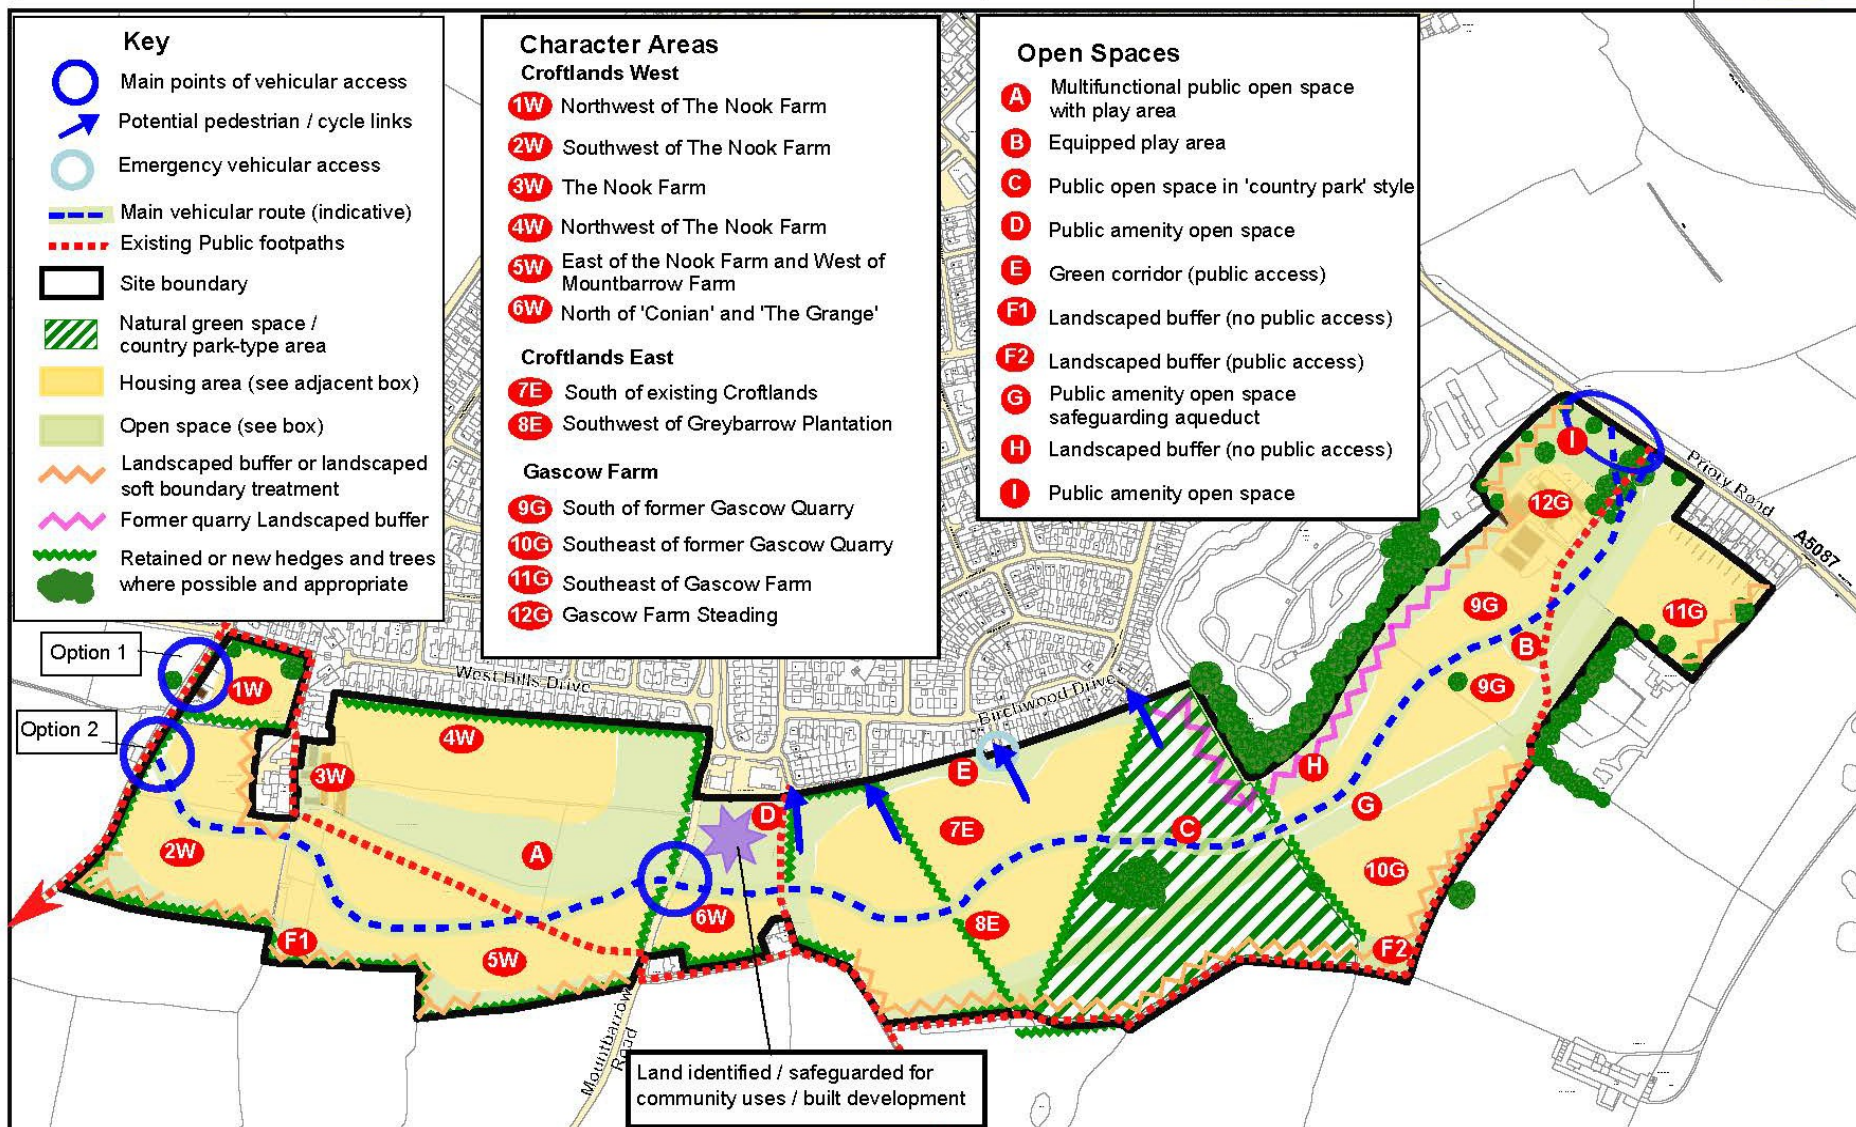 Key
Main points of vehicular access
Potential pedestrian / cycle links
Emergency vehicular access
Main vehicular route (indicative)
Existing Public footpaths
Site boundary
Natural green space /
country park-type area
Housing area (see adjacent box)
Open space (see box)
Landscaped buffer or landscaped
soft boundary treatment
Former quarry Landscaped buffer
Retained or new hedges and trees
where possible and appropriate
Character Areas
Croftlands West
1W Northwest of The Nook Farm
2W Southwest of The Nook Farm
3W The Nook Farm
4W Northwest of The Nook Farm
5W East of the Nook Farm and West of
Mountbarrow Farm
6W North of 'Conian' and 'The Grange'
Croftlands East
7E South of existing Croftlands
8E Southwest of Greybarrow Plantation
Gascow Farm
9G South of former Gascow Quarry
10G Southeast of former Gascow Quarry
11G Southeast of Gascow Farm
12G Gascow Farm Steading
Open Spaces
A Multifunctional public open space
with play area
B Equipped play area
C Public open space in 'country park' style
D Public amenity open space
E Green corridor (public access)
F1 Landscaped buffer (no public access)
F2 Landscaped buffer (public access)
G Public amenity open space
safeguarding aqueduct
H Landscaped buffer (no public access)
I Public amenity open space
Option 1
Option 2
1W
2W
3W
4W
West Hills Drive
A
F1
5W
6W
D
Mountbarrow
Road
Land identified / safeguarded for
community uses / built development
Birchwood Drive
E
7E
8E
C
H
G
10G
F2
9G
B
9G
11G
12G
I
Priory Road
A5087